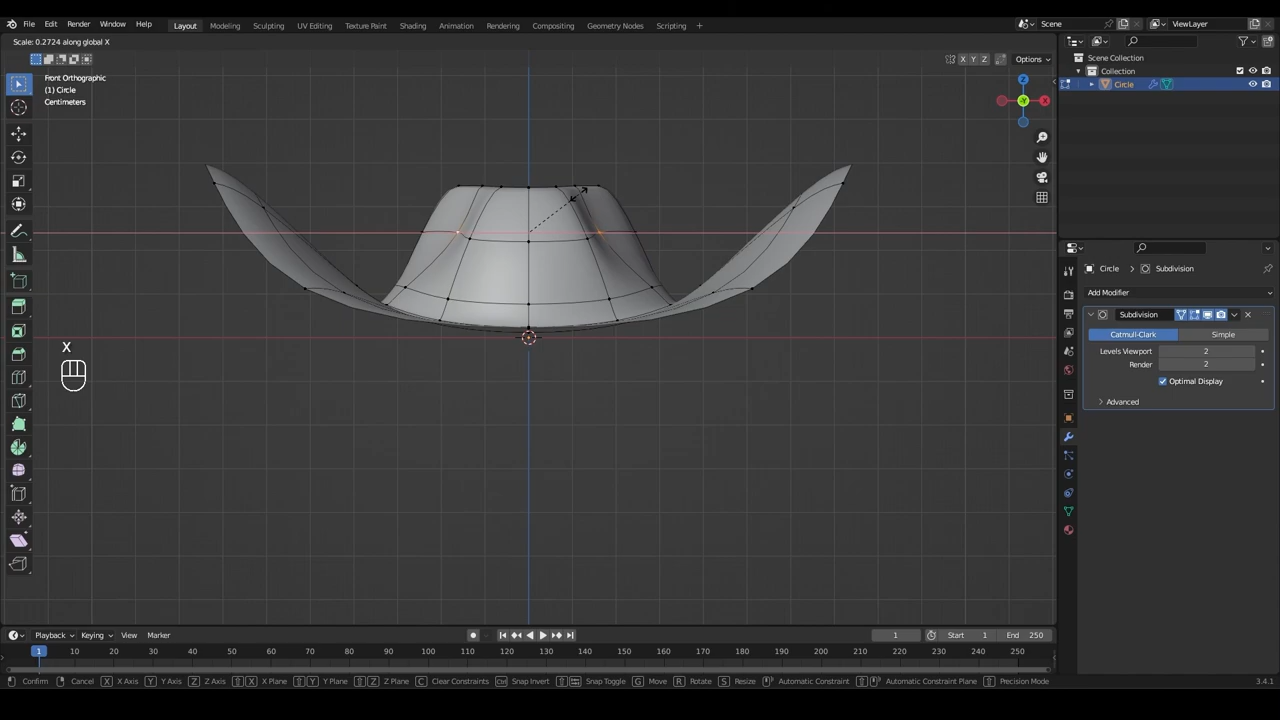 File Edit Render Window Help Layout Modeling Sculpting UV Editing Texture Paint Shading Animation Rendering Compositing Geometry Nodes Scripting + Scene ViewLayer
Scale: 0.2724 along global X
X Y Z Options
Scene Collection
Collection
Circle
Front Orthographic
(1) Circle
Centimeters
Z
Y
X
Circle Subdivision
Add Modifier
Subdivision
Catmull-Clark Simple
Levels Viewport 2
Render 2
Optimal Display
Advanced
X
Playback Keying View Marker 1 Start 1 End 250
1 10 20 30 40 50 60 70 80 90 100 110 120 130 140 150 160 170 180 190 200 210 220 230 240 250
Confirm Cancel X X Axis Y Y Axis Z Z Axis X X Plane Y Y Plane Z Z Plane C Clear Constraints Snap Invert Snap Toggle G Move R Rotate S Resize Automatic Constraint Automatic Constraint Plane Precision Mode 3.4.1